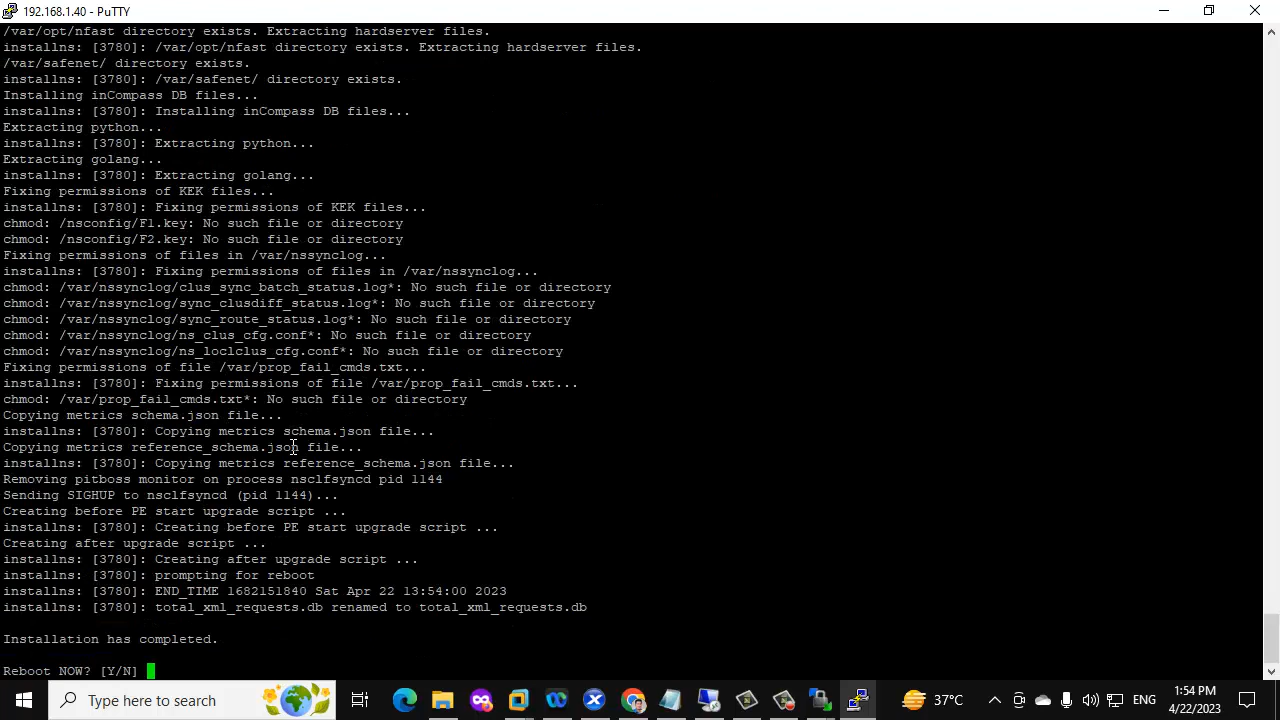 192.168.1.40 - PuTTY
/var/opt/nfast directory exists. Extracting hardserver files.
installns: [3780]: /var/opt/nfast directory exists. Extracting hardserver files.
/var/safenet/ directory exists.
installns: [3780]: /var/safenet/ directory exists.
Installing inCompass DB files...
installns: [3780]: Installing inCompass DB files...
Extracting python...
installns: [3780]: Extracting python...
Extracting golang...
installns: [3780]: Extracting golang...
Fixing permissions of KEK files...
installns: [3780]: Fixing permissions of KEK files...
chmod: /nsconfig/F1.key: No such file or directory
chmod: /nsconfig/F2.key: No such file or directory
Fixing permissions of files in /var/nssynclog...
installns: [3780]: Fixing permissions of files in /var/nssynclog...
chmod: /var/nssynclog/clus_sync_batch_status.log*: No such file or directory
chmod: /var/nssynclog/sync_clusdiff_status.log*: No such file or directory
chmod: /var/nssynclog/sync_route_status.log*: No such file or directory
chmod: /var/nssynclog/ns_clus_cfg.conf*: No such file or directory
chmod: /var/nssynclog/ns_loclclus_cfg.conf*: No such file or directory
Fixing permissions of file /var/prop_fail_cmds.txt...
installns: [3780]: Fixing permissions of file /var/prop_fail_cmds.txt...
chmod: /var/prop_fail_cmds.txt*: No such file or directory
Copying metrics schema.json file...
installns: [3780]: Copying metrics schema.json file...
Copying metrics reference_schema.json file...
installns: [3780]: Copying metrics reference_schema.json file...
Removing pitboss monitor on process nsclfsyncd pid 1144
Sending SIGHUP to nsclfsyncd (pid 1144)...
Creating before PE start upgrade script ...
installns: [3780]: Creating before PE start upgrade script ...
Creating after upgrade script ...
installns: [3780]: Creating after upgrade script ...
installns: [3780]: prompting for reboot
installns: [3780]: END_TIME 1682151840 Sat Apr 22 13:54:00 2023
installns: [3780]: total_xml_requests.db renamed to total_xml_requests.db
Installation has completed.
Reboot NOW? [Y/N]
Type here to search
37°C
ENG
1:54 PM
4/22/2023